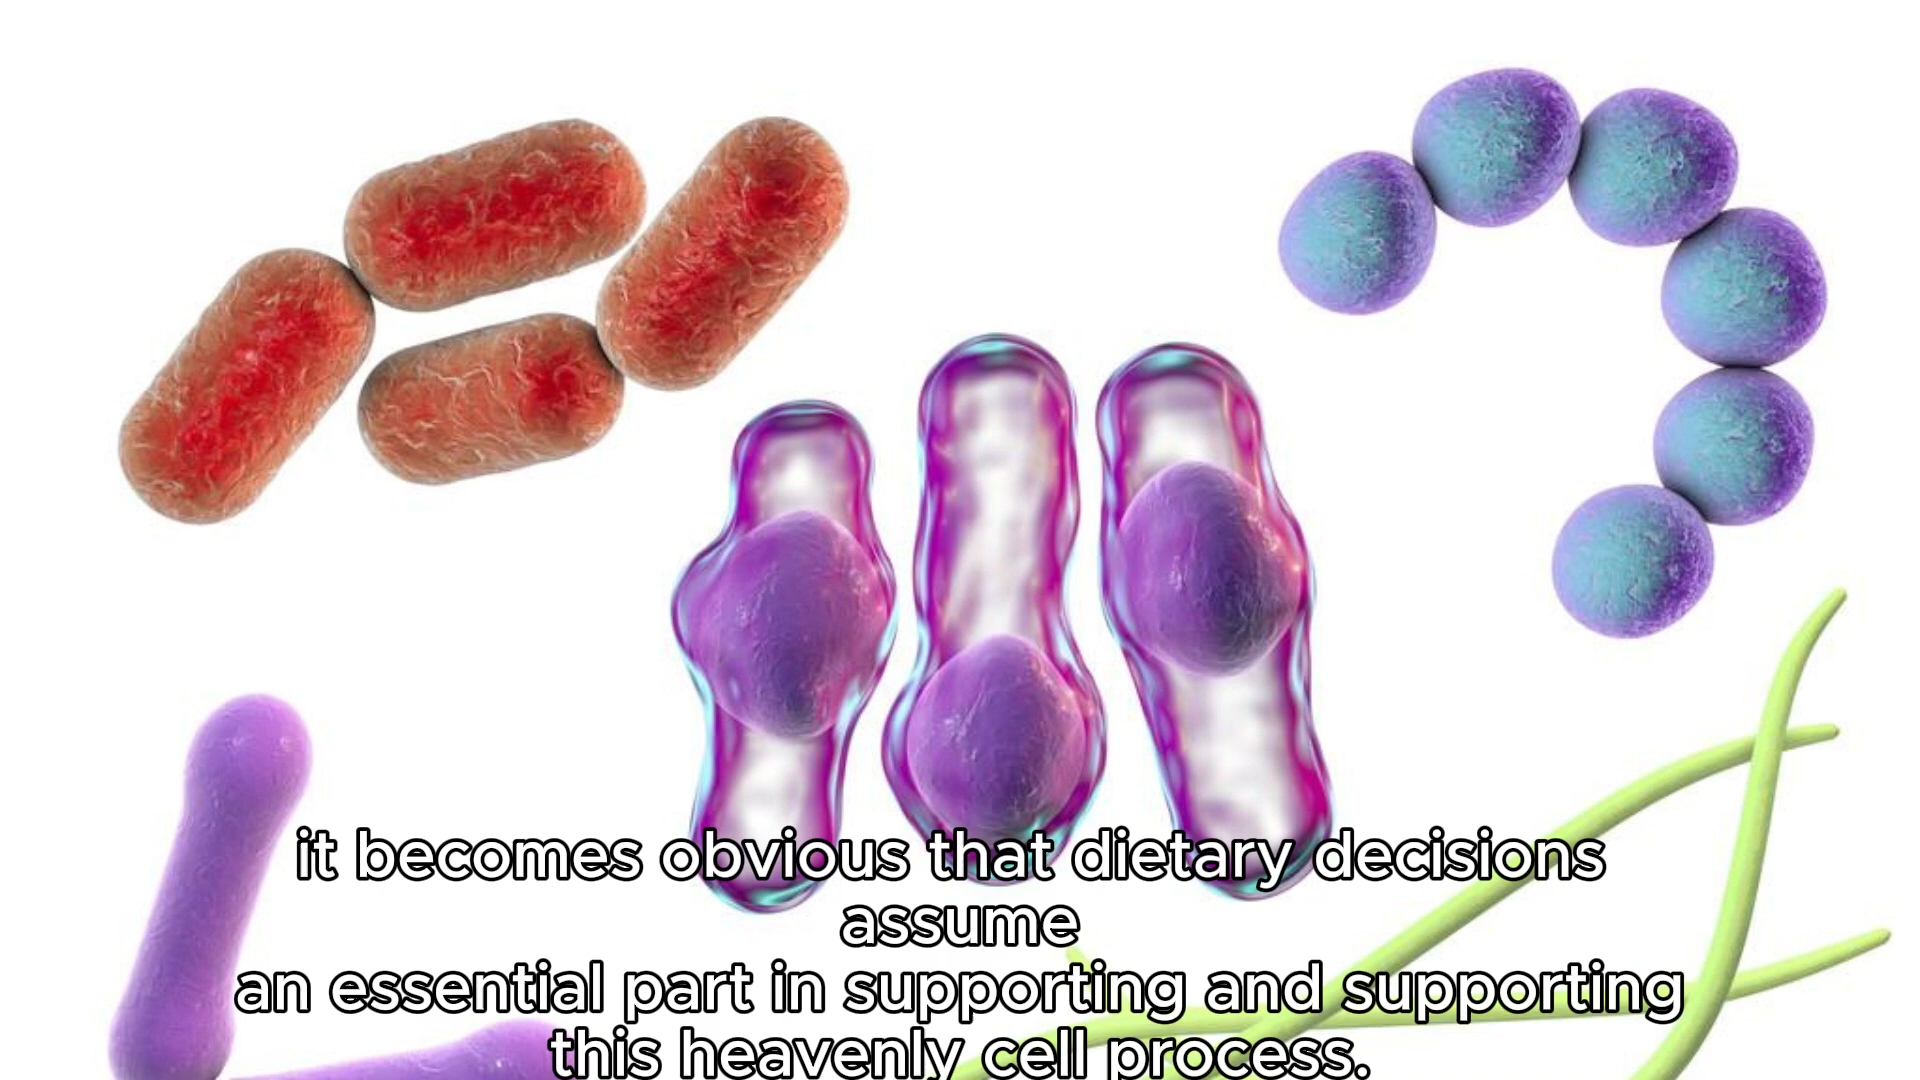 it becomes obvious that dietary decisions
assume
an essential part in supporting and supporting
this heavenly cell process.